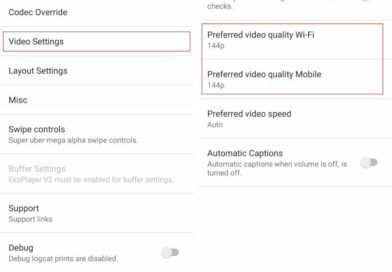 Codec Override
Video Settings
Layout Settings
Misc
Swipe controls
Super uber mega alpha swipe controls.
Buffer Settings
ExoPlayer V2 must be enabled for buffer settings.
Support
Support links
Debug
Debug logcat prints are disabled.
checks.
Preferred video quality Wi-Fi
144p
Preferred video quality Mobile
144p
Preferred video speed
Auto
Automatic Captions
Automatic captions when volume is off, is
turned off.